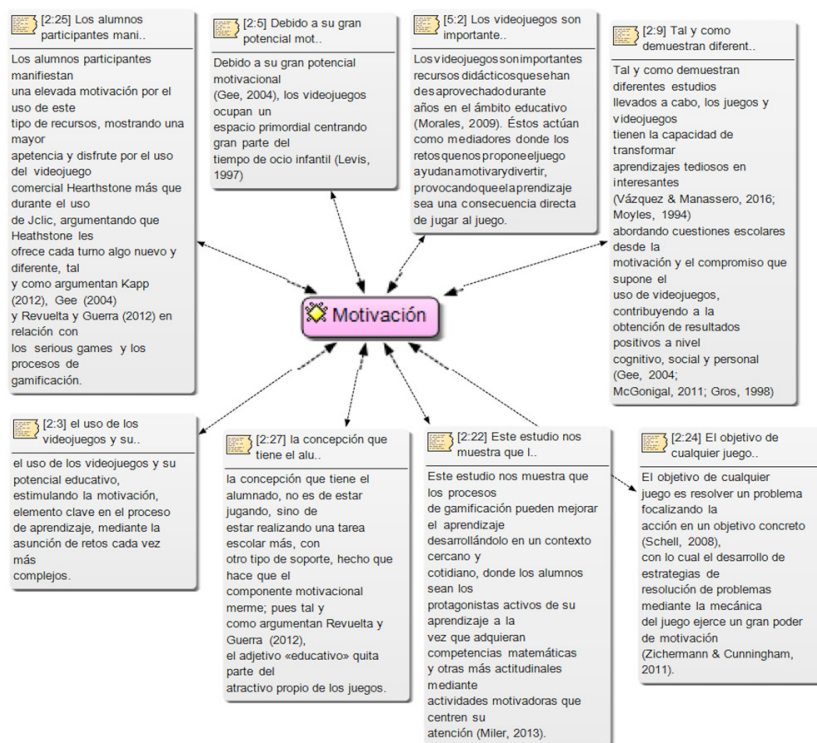 [2:25] Los alumnos
participantes mani..
Los alumnos participantes
manifiestan
una elevada motivación por el
uso de este
tipo de recursos, mostrando una
mayor
apetencia y disfrute por el uso
del videojuego
comercial Hearthstone más que
durante el uso
de Jclic, argumentando que
Heathstone les
ofrece cada turno algo nuevo y
diferente, tal
y como argumentan Kapp
(2012), Gee (2004)
y Revuelta y Guerra (2012) en
relación con
los serious games y los
procesos de
gamificación.
[2:5] Debido a su gran
potencial mot..
Debido a su gran potencial
motivacional
(Gee, 2004), los videojuegos
ocupan un
espacio primordial centrando
gran parte del
tiempo de ocio infantil (Levis,
1997)
[5:2] Los videojuegos son
importante..
Los videojuegos son importantes
recursos didácticos que se han
desaprovechado durante
años en el ámbito educativo
(Morales, 2009). Éstos actúan
como mediadores donde los
retos que nos propone el juego
ayudan a motivar y divertir,
provocando que el aprendizaje
sea una consecuencia directa
de jugar al juego.
[2:9] Tal y como
demuestran diferent..
Tal y como demuestran
diferentes estudios
llevados a cabo, los juegos y
videojuegos
tienen la capacidad de
transformar
aprendizajes tediosos en
interesantes
(Vázquez & Manassero, 2016;
Moyles, 1994)
abordando cuestiones escolares
desde la
motivación y el compromiso que
supone el
uso de videojuegos,
contribuyendo a la
obtención de resultados
positivos a nivel
cognitivo, social y personal
(Gee, 2004;
McGonigal, 2011; Gros, 1998)
Motivación
[2:3] el uso de los
videojuegos y su..
el uso de los videojuegos y su
potencial educativo,
estimulando la motivación,
elemento clave en el proceso
de aprendizaje, mediante la
asunción de retos cada vez
más
complejos.
[2:27] la concepción que
tiene el alu..
la concepción que tiene el
alumnado, no es de estar
jugando, sino de
estar realizando una tarea
escolar más, con
otro tipo de soporte, hecho que
hace que el
componente motivacional
merme; pues tal y
como argumentan Revuelta y
Guerra (2012),
el adjetivo «educativo» quita
parte del
atractivo propio de los juegos.
[2:22] Este estudio nos
muestra que l..
Este estudio nos muestra que
los procesos
de gamificación pueden mejorar
el aprendizaje
desarrollándolo en un contexto
cercano y
cotidiano, donde los alumnos
sean los
protagonistas activos de su
aprendizaje a la
vez que adquieran
competencias matemáticas
y otras más actitudinales
mediante
actividades motivadoras que
centren su
atención (Miler, 2013).
[2:24] El objetivo de
cualquier juego..
El objetivo de cualquier
juego es resolver un problema
focalizando la
acción en un objetivo concreto
(Schell, 2008),
con lo cual el desarrollo de
estrategias de
resolución de problemas
mediante la mecánica
del juego ejerce un gran poder
de motivación
(Zichermann & Cunningham,
2011).